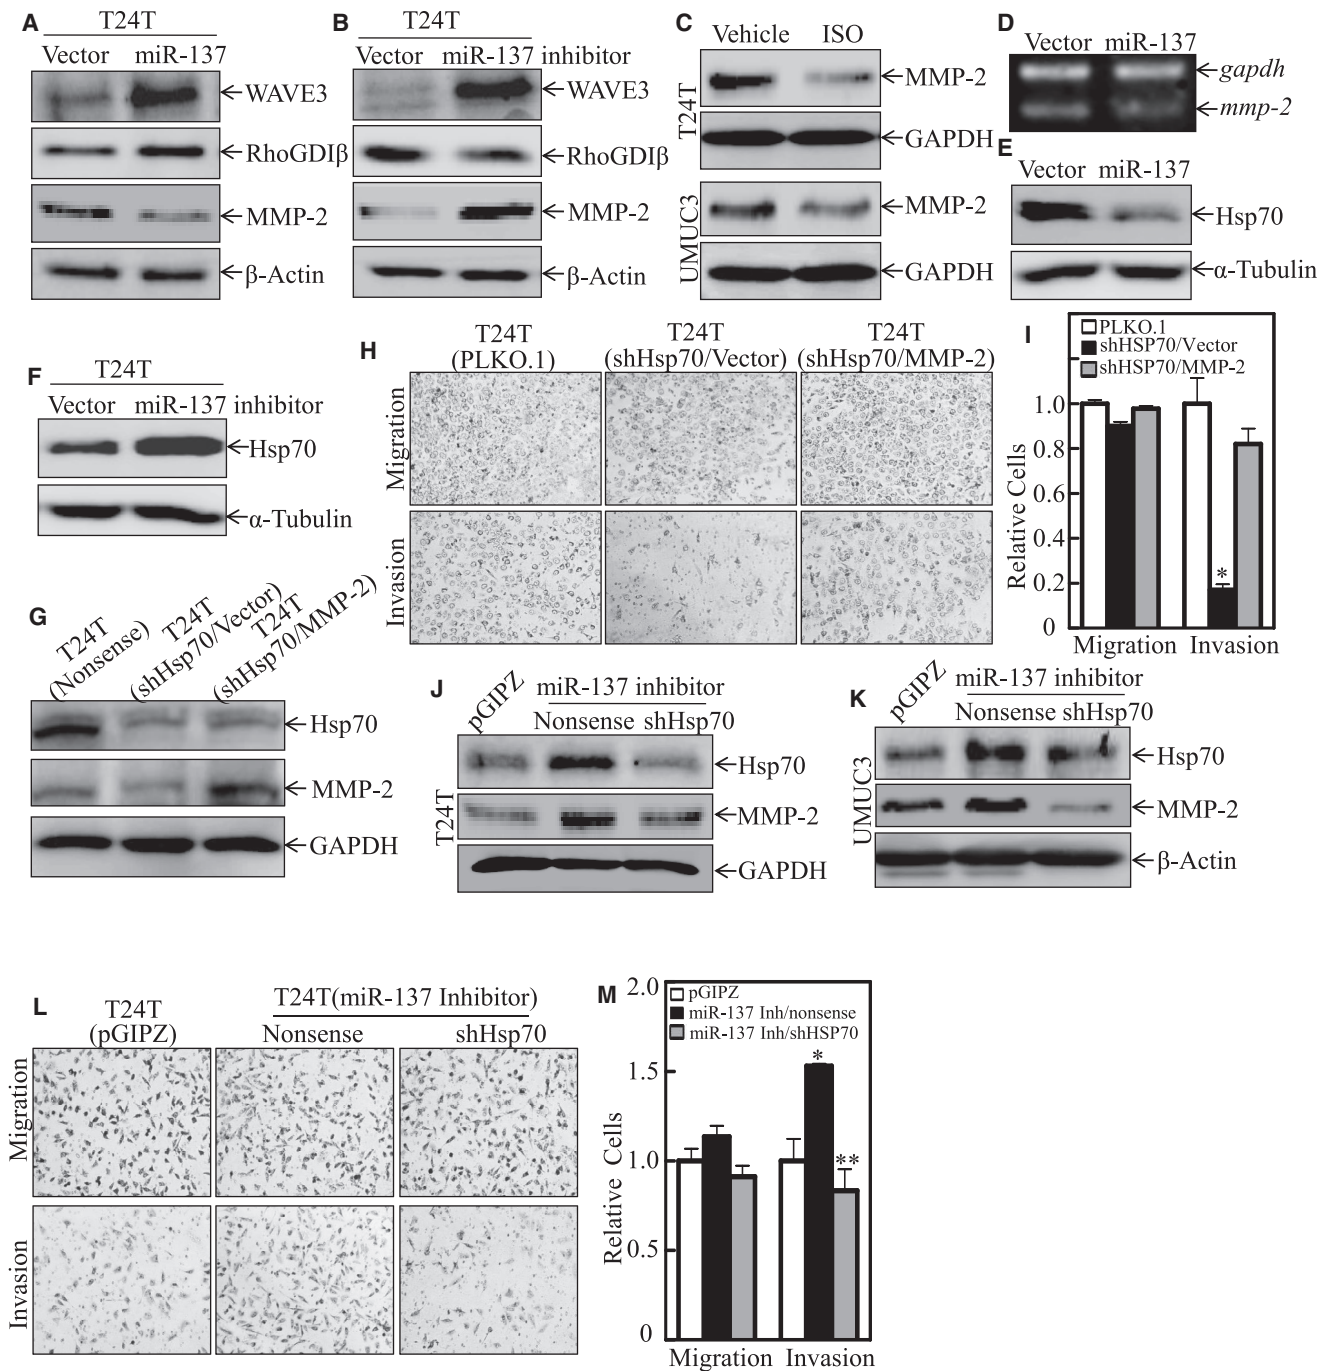 A
T24T
Vector miR-137
WAVE3
RhoGDIβ
MMP-2
β-Actin
B
T24T
Vector miR-137 inhibitor
WAVE3
RhoGDIβ
MMP-2
β-Actin
C
Vehicle ISO
T24T
MMP-2
GAPDH
UMUC3
MMP-2
GAPDH
D
Vector miR-137
gapdh
mmp-2
E
Vector miR-137
Hsp70
α-Tubulin
F
T24T
Vector miR-137 inhibitor
Hsp70
α-Tubulin
G
T24T
(Nonsense)
T24T
(shHsp70/Vector)
T24T
(shHsp70/MMP-2)
Hsp70
MMP-2
GAPDH
H
T24T
(PLKO.1)
T24T
(shHsp70/Vector)
T24T
(shHsp70/MMP-2)
Migration
Invasion
I
PLKO.1
shHSP70/Vector
shHSP70/MMP-2
Relative Cells
1.0
0.8
0.6
0.4
0.2
0
*
Migration Invasion
J
pGIPZ
miR-137 inhibitor
Nonsense shHsp70
T24T
Hsp70
MMP-2
GAPDH
K
pGIPZ
miR-137 inhibitor
Nonsense shHsp70
UMUC3
Hsp70
MMP-2
β-Actin
L
T24T
(pGIPZ)
T24T(miR-137 Inhibitor)
Nonsense shHsp70
Migration
Invasion
M
pGIPZ
miR-137 Inh/nonsense
miR-137 Inh/shHSP70
Relative Cells
2.0
1.5
1.0
0.5
0
*
**
Migration Invasion